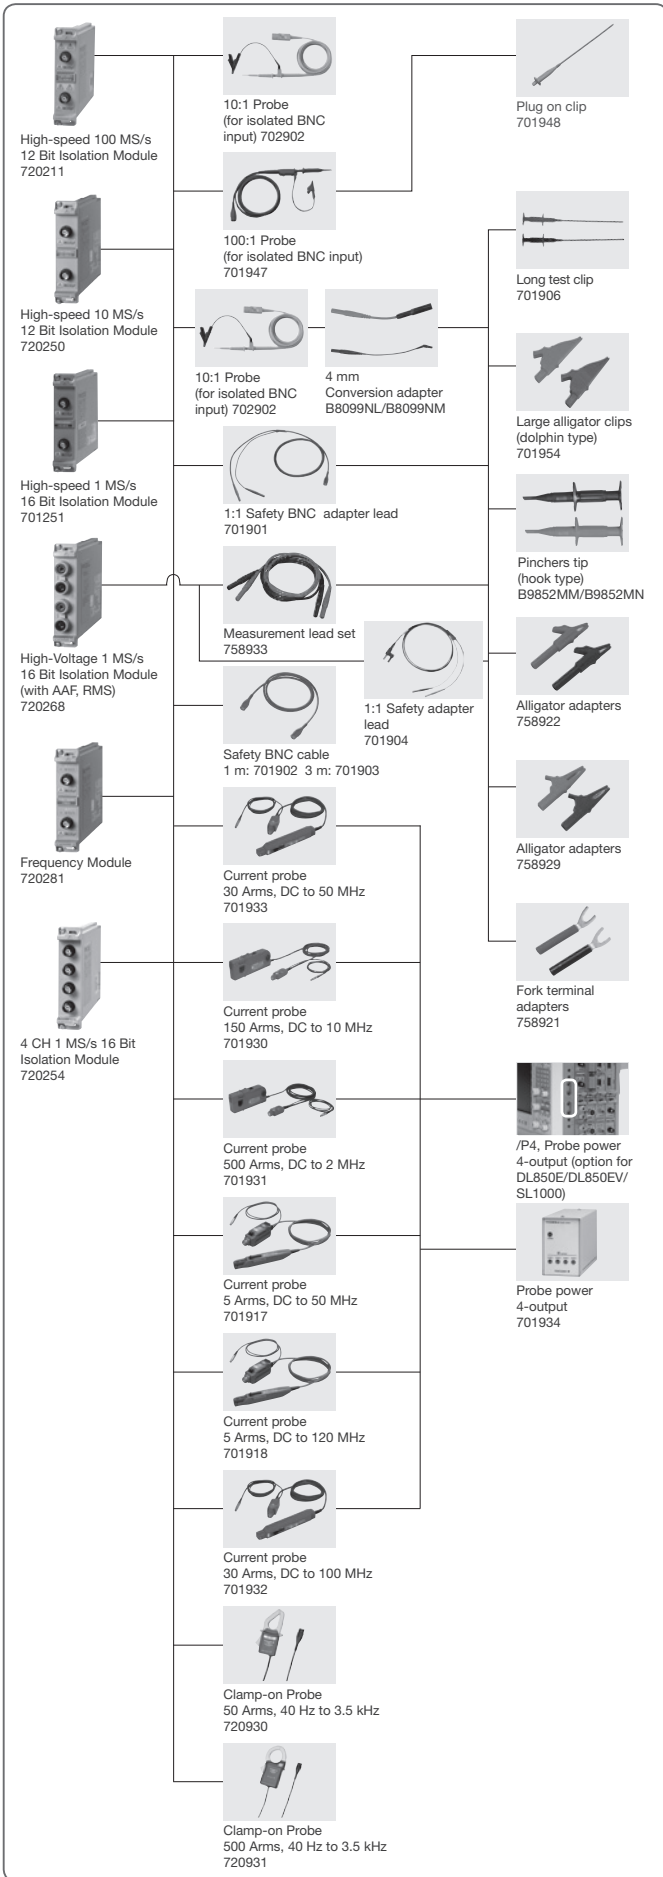 High-speed 100 MS/s
12 Bit Isolation Module
720211
High-speed 10 MS/s
12 Bit Isolation Module
720250
High-speed 1 MS/s
16 Bit Isolation Module
701251
High-Voltage 1 MS/s
16 Bit Isolation Module
(with AAF, RMS)
720268
Frequency Module
720281
4 CH 1 MS/s 16 Bit
Isolation Module
720254
10:1 Probe
(for isolated BNC
input) 702902
100:1 Probe
(for isolated BNC input)
701947
10:1 Probe
(for isolated BNC
input) 702902
4 mm
Conversion adapter
B8099NL/B8099NM
1:1 Safety BNC adapter lead
701901
Measurement lead set
758933
1:1 Safety adapter
lead
701904
Safety BNC cable
1 m: 701902 3 m: 701903
Current probe
30 Arms, DC to 50 MHz
701933
Current probe
150 Arms, DC to 10 MHz
701930
Current probe
500 Arms, DC to 2 MHz
701931
Current probe
5 Arms, DC to 50 MHz
701917
Current probe
5 Arms, DC to 120 MHz
701918
Current probe
30 Arms, DC to 100 MHz
701932
Clamp-on Probe
50 Arms, 40 Hz to 3.5 kHz
720930
Clamp-on Probe
500 Arms, 40 Hz to 3.5 kHz
720931
Plug on clip
701948
Long test clip
701906
Large alligator clips
(dolphin type)
701954
Pinchers tip
(hook type)
B9852MM/B9852MN
Alligator adapters
758922
Alligator adapters
758929
Fork terminal
adapters
758921
/P4, Probe power
4-output (option for
DL850E/DL850EV/
SL1000)
Probe power
4-output
701934